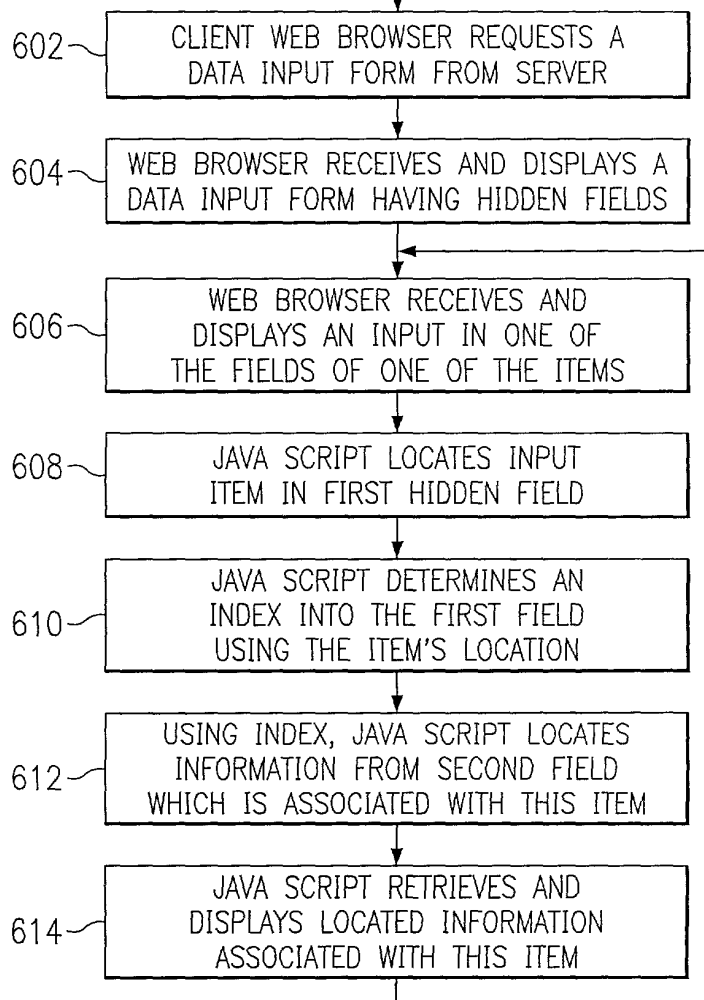 CLIENT WEB BROWSER REQUESTS A
602
DATA INPUT FORM FROM SERVER
WEB BROWSER RECEIVES AND DISPLAYS A
604
DATA INPUT FORM HAVING HIDDEN FIELDS
WEB BROWSER RECEIVES AND
606
DISPLAYS AN INPUT IN ONE OF
THE FIELDS OF ONE OF THE ITEMS
JAVA SCRIPT LOCATES INPUT
608
ITEM IN FIRST HIDDEN FIELD
JAVA SCRIPT DETERMINES AN
610
INDEX INTO THE FIRST FIELD
USING THE ITEM'S LOCATION
USING INDEX, JAVA SCRIPT LOCATES
612
INFORMATION FROM SECOND FIELD
WHICH IS ASSOCIATED WITH THIS ITEM
JAVA SCRIPT RETRIEVES AND
614
DISPLAYS LOCATED INFORMATION
ASSOCIATED WITH THIS ITEM